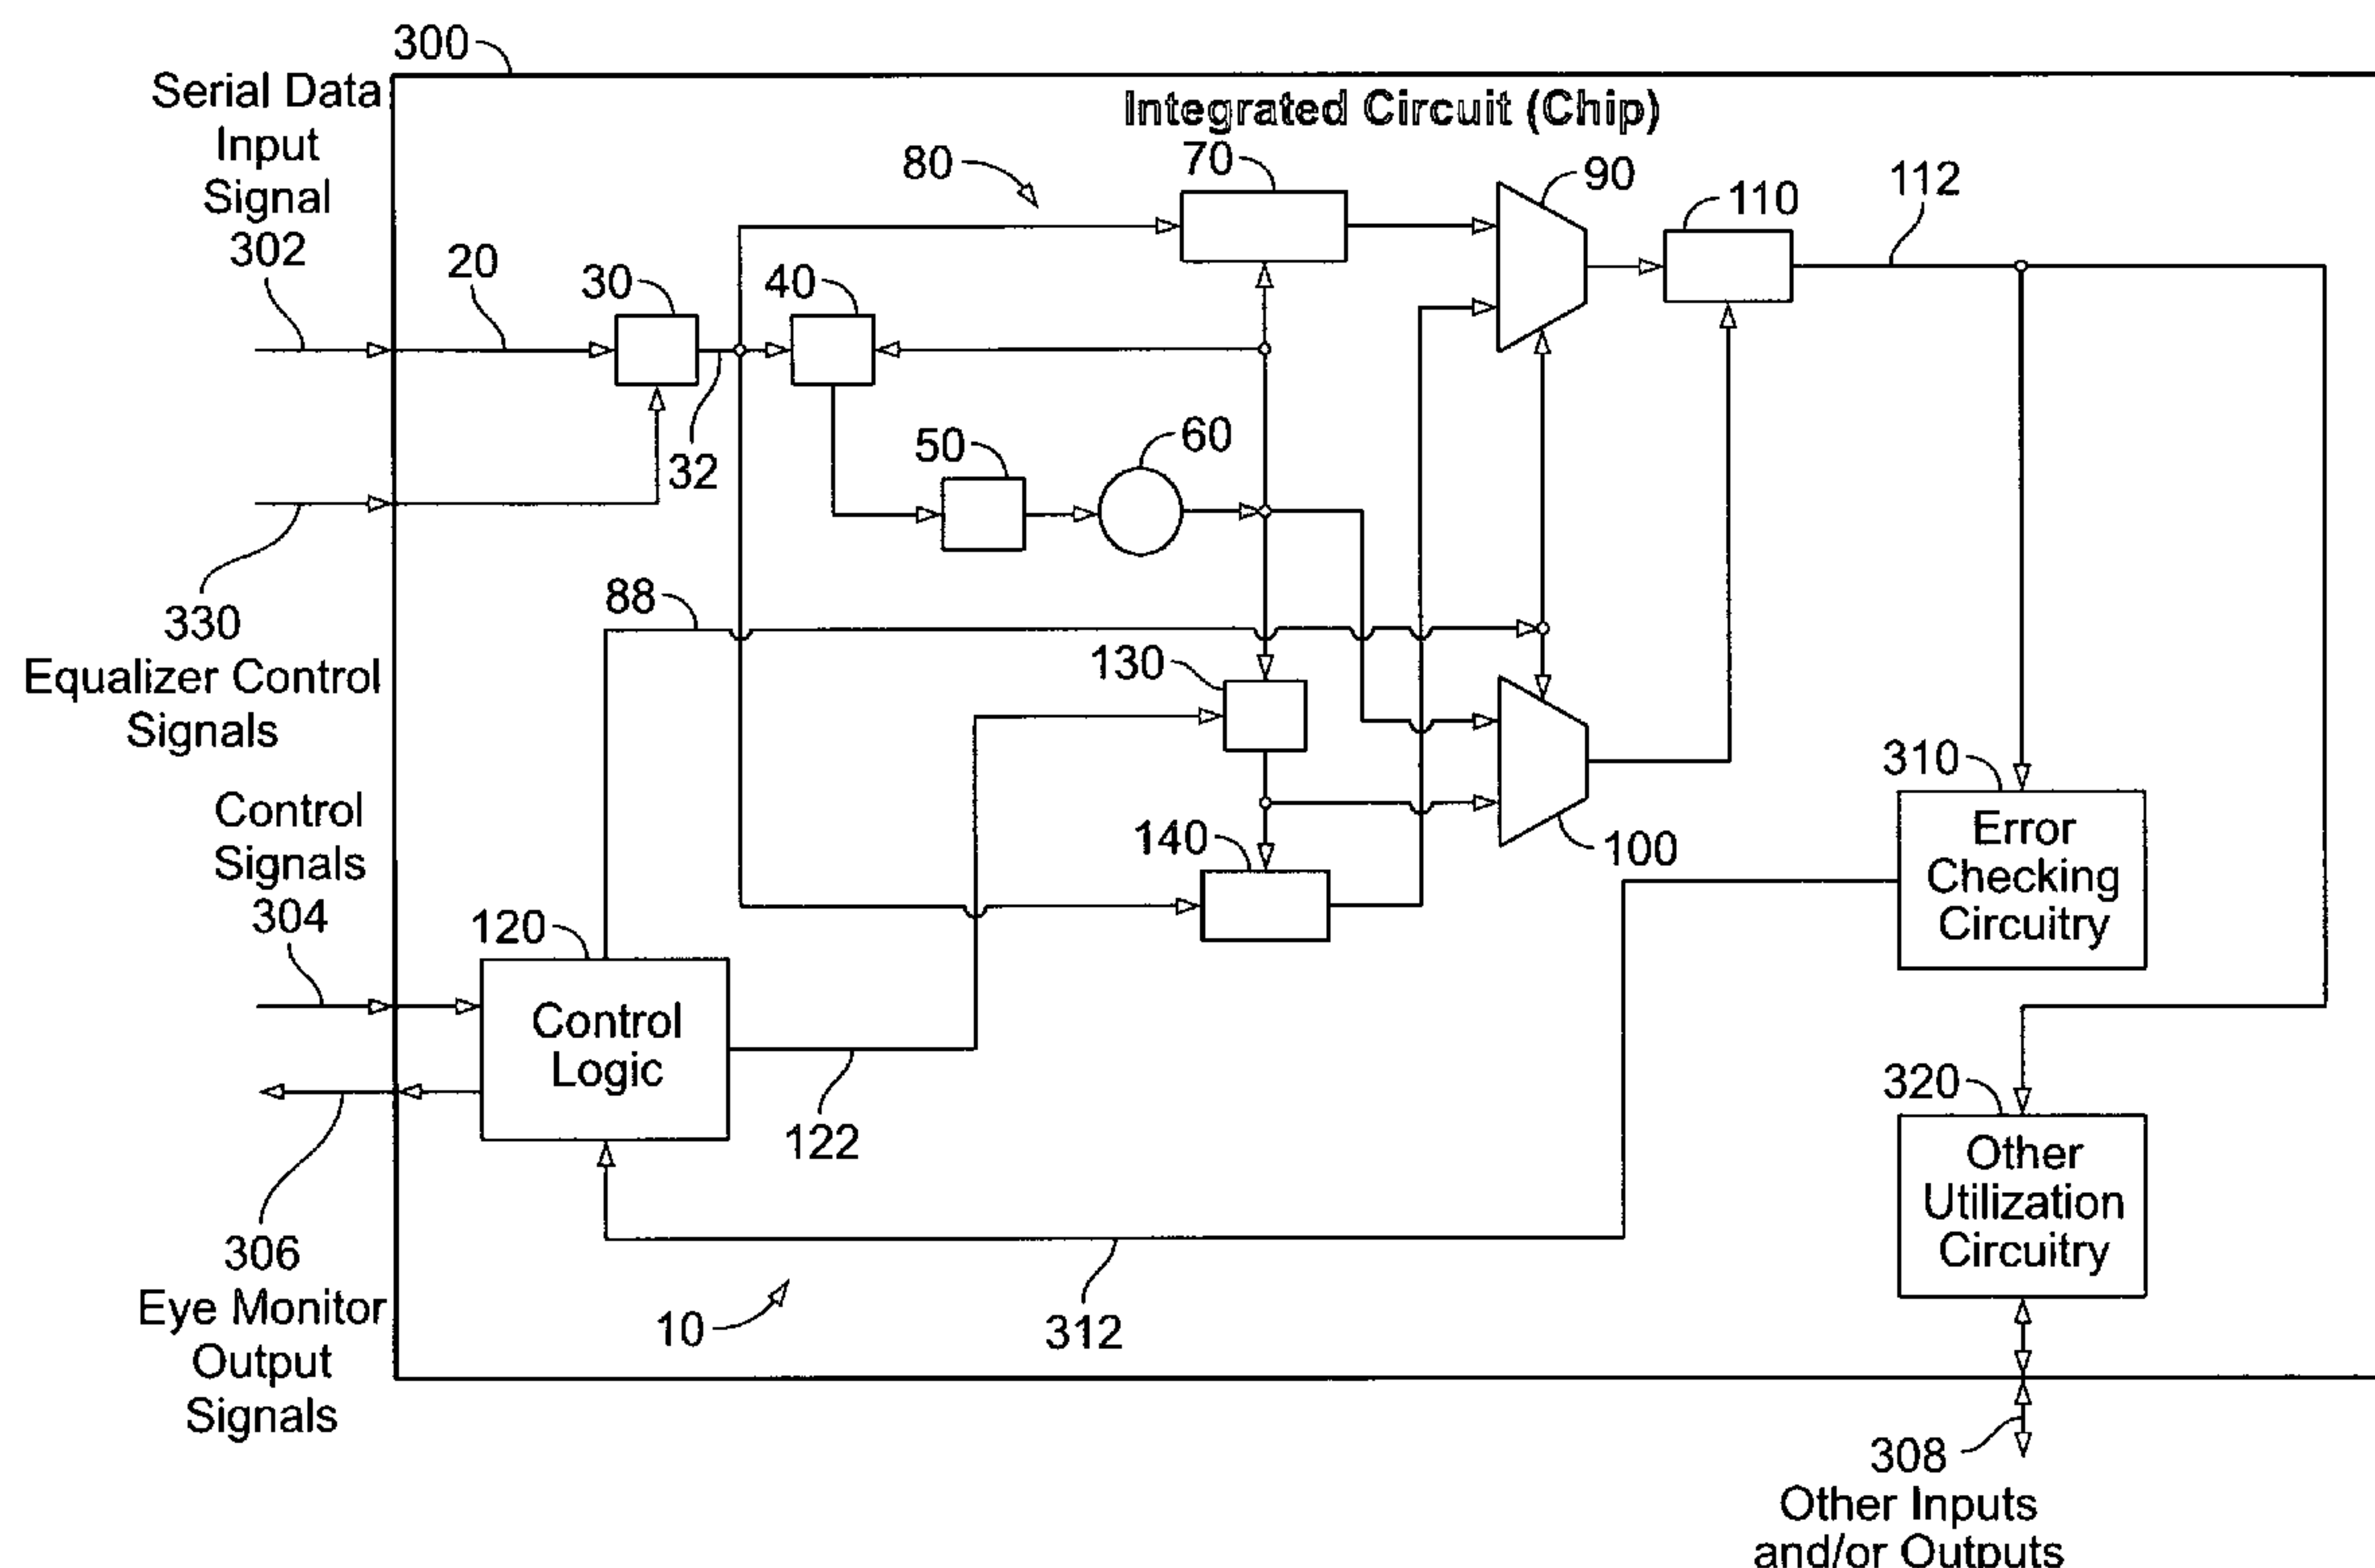 300
Serial Data
Input
Signal
302
Integrated Circuit (Chip)
80
70
90
110
112
20
30
40
32
50
60
330
Equalizer Control
Signals
88
130
Control
Signals
304
140
100
310
Error
Checking
Circuitry
120
Control
Logic
122
320
Other
Utilization
Circuitry
306
Eye Monitor
Output
Signals
10
312
308
Other Inputs
and/or Outputs